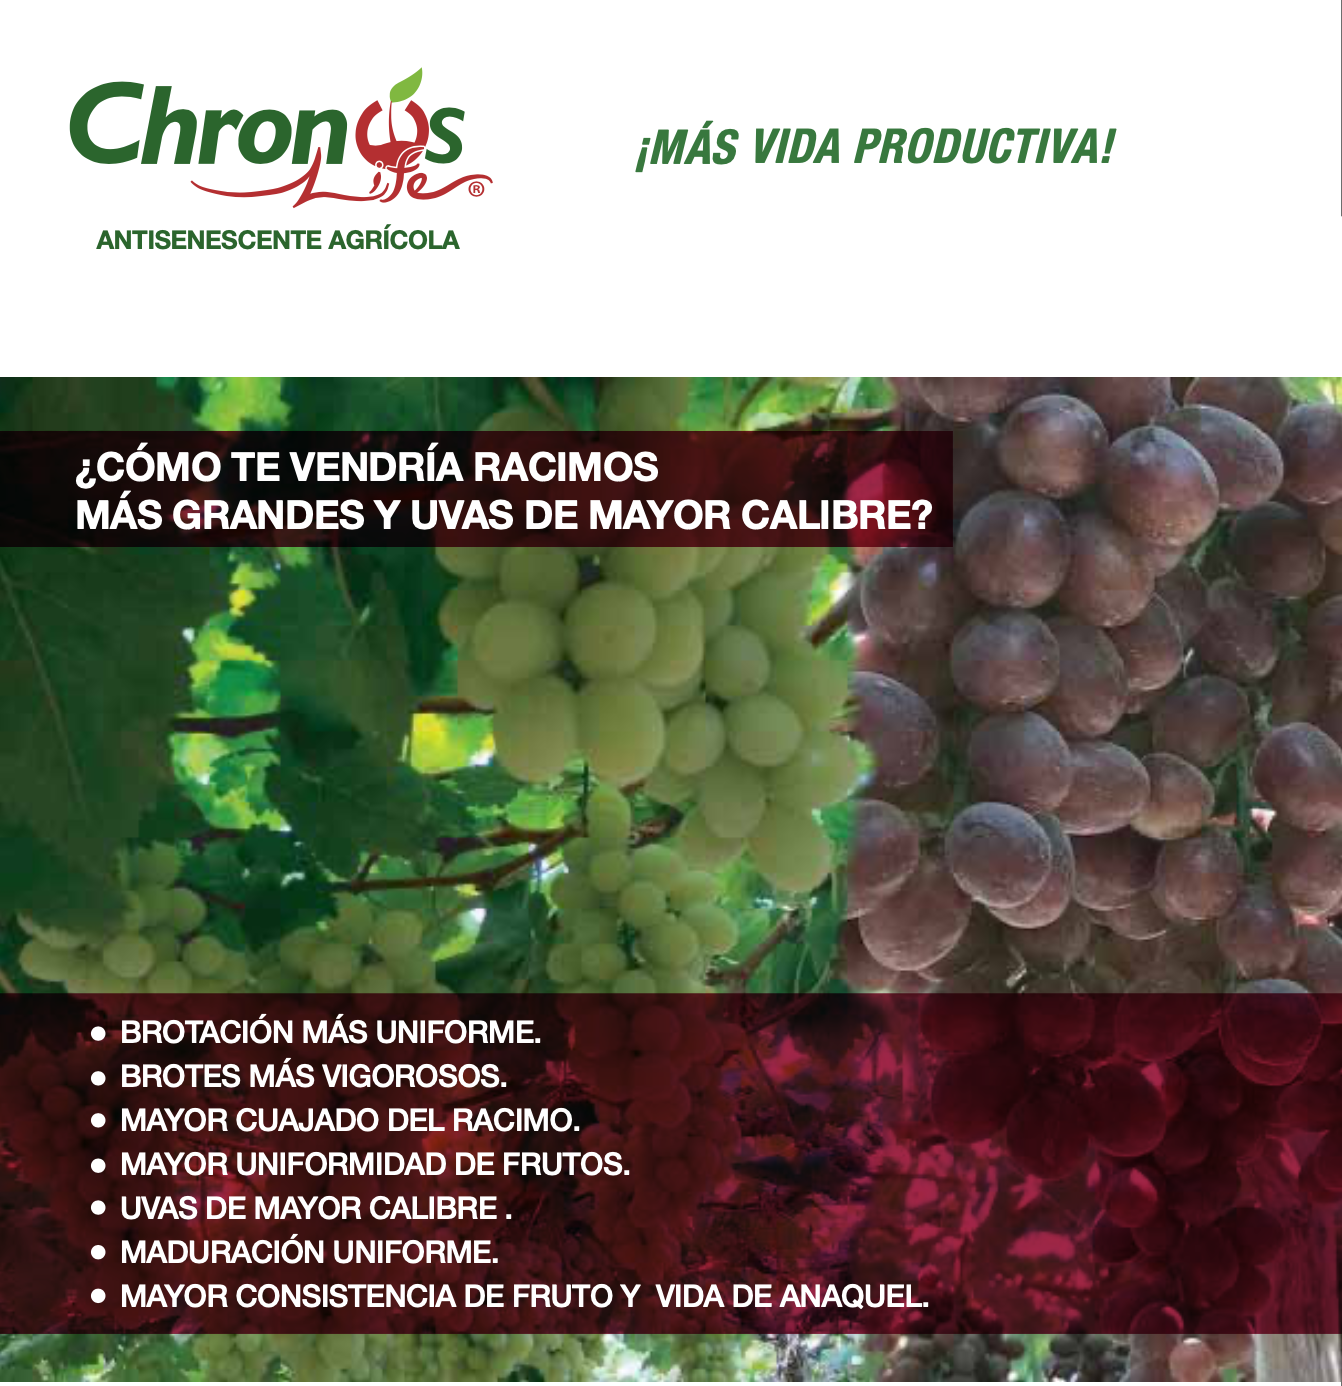 Chronos
Life®
ANTISENESCENTE AGRÍCOLA
¡MÁS VIDA PRODUCTIVA!
¿CÓMO TE VENDRÍA RACIMOS
MÁS GRANDES Y UVAS DE MAYOR CALIBRE?
● BROTACIÓN MÁS UNIFORME.
● BROTES MÁS VIGOROSOS.
● MAYOR CUAJADO DEL RACIMO.
● MAYOR UNIFORMIDAD DE FRUTOS.
● UVAS DE MAYOR CALIBRE .
● MADURACIÓN UNIFORME.
● MAYOR CONSISTENCIA DE FRUTO Y  VIDA DE ANAQUEL.